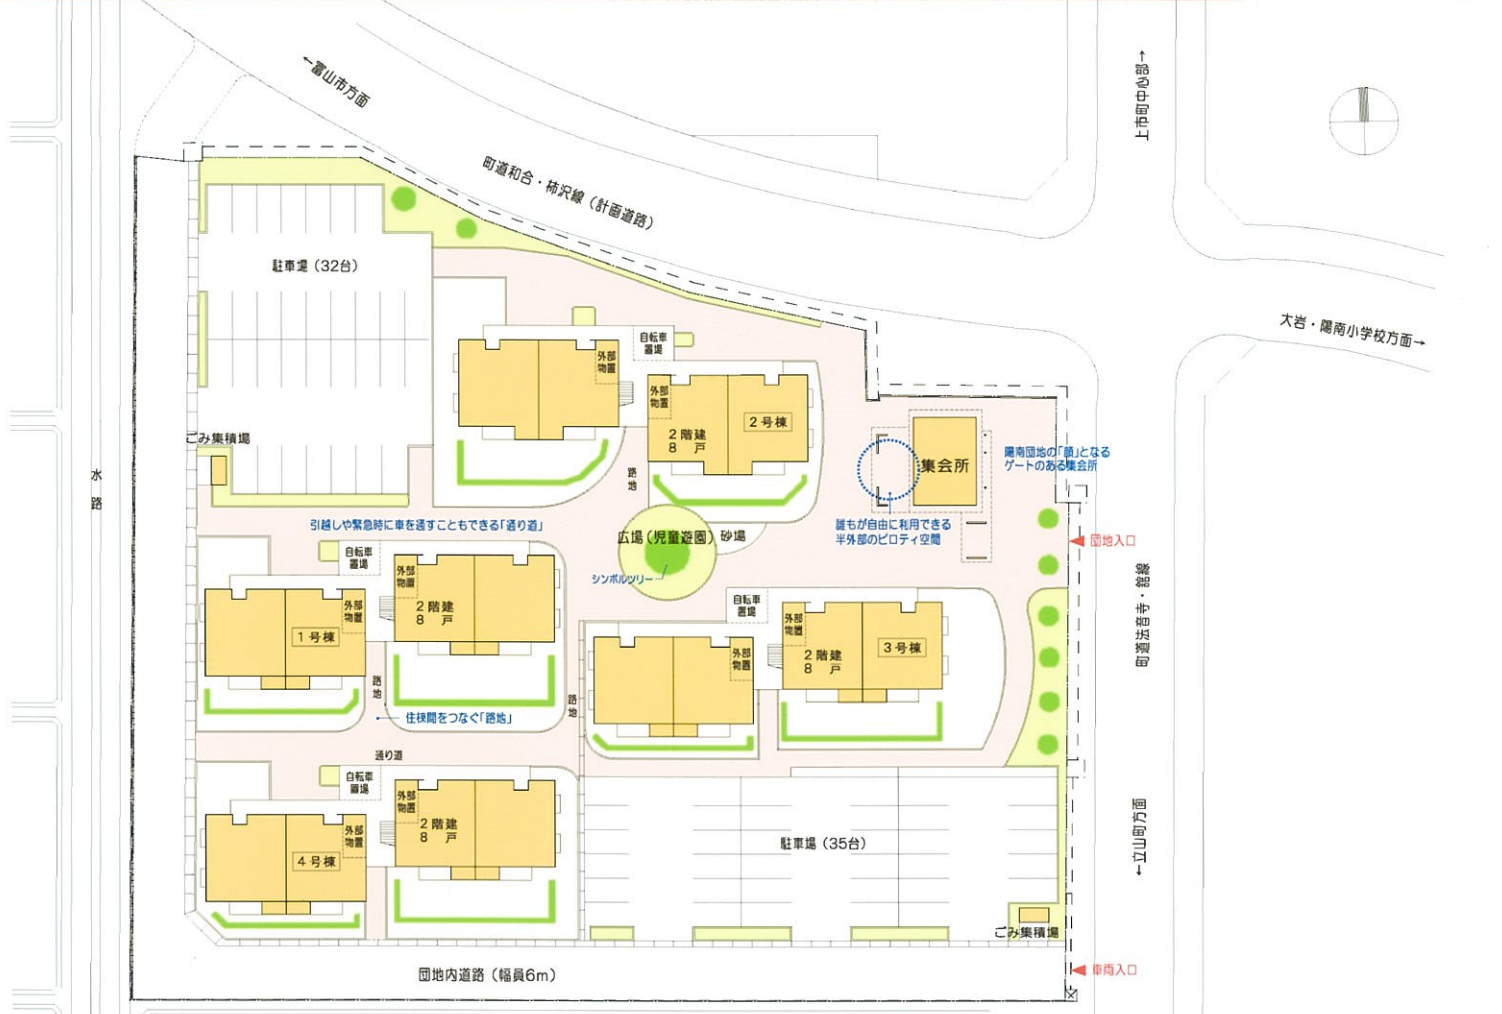 ←富山市方面
上市町中心部→
町道和合・柿沢線（計画道路）
大岩・陽南小学校方面→
駐車場（32台）
自転車
置場
外部
物置
外部
物置
2号棟
2階建
8 戸
ごみ集積場
路地
集会所
陽南団地の「顔」となる
ゲートのある集会所
水路
引越しや緊急時に車を通すこともできる「通り道」
広場（児童遊園）
砂場
誰もが自由に利用できる
半外部のピロティ空間
団地入口
シンボルツリー
自転車
置場
外部
物置
2階建
8 戸
外部
物置
1号棟
自転車
置場
外部
物置
2階建
8 戸
3号棟
外部
物置
町道法音寺・舘線
路地
路地
住棟間をつなぐ「路地」
通り道
自転車
置場
外部
物置
2階建
8 戸
外部
物置
4号棟
駐車場（35台）
←立山町方面
ごみ集積場
団地内道路（幅員6m）
車両入口